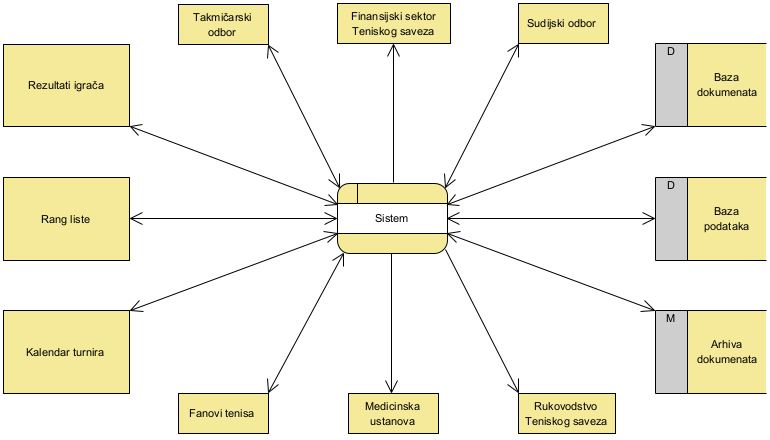 Takmičarski
odbor
Finansijski sektor
Teniskog saveza
Sudijski odbor
Rezultati igrača
D
Baza
dokumenata
Rang liste
Sistem
D
Baza
podataka
Kalendar turnira
M
Arhiva
dokumenata
Fanovi tenisa
Medicinska
ustanova
Rukovodstvo
Teniskog saveza